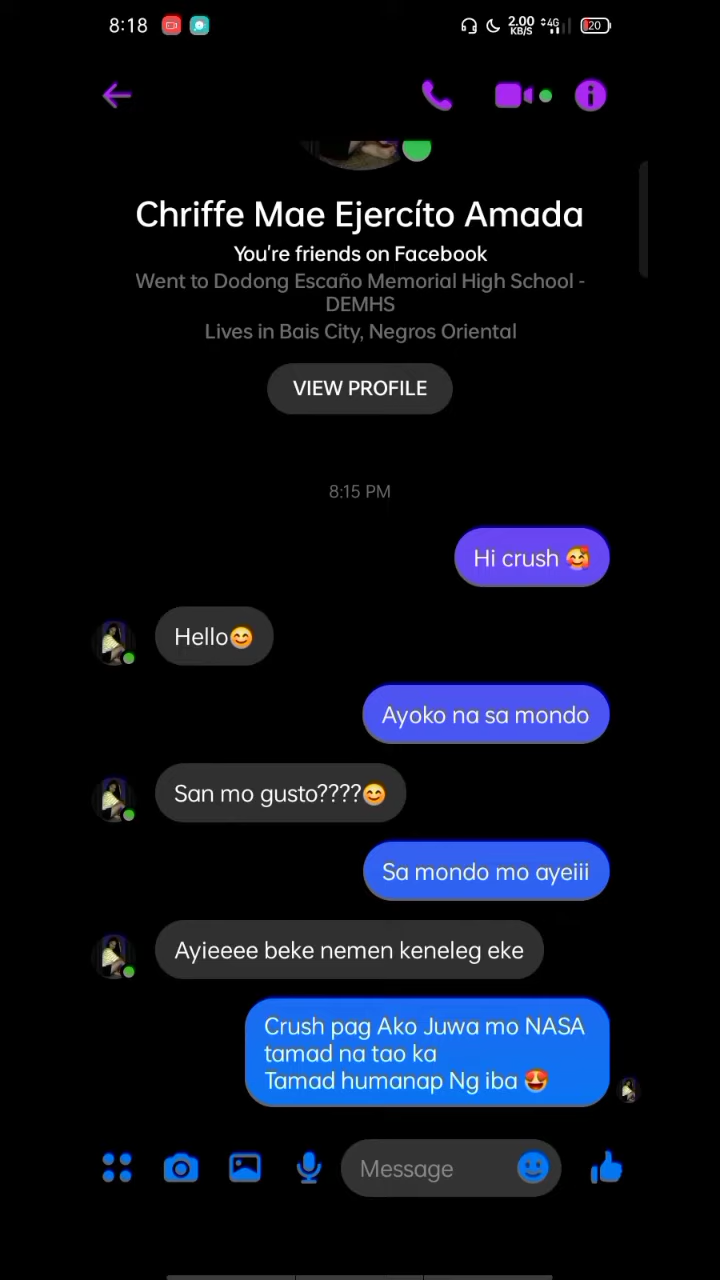 8:18
2.00
KB/S
4G
20
Chriffe Mae Ejercíto Amada
You're friends on Facebook
Went to Dodong Escaño Memorial High School -
DEMHS
Lives in Bais City, Negros Oriental
VIEW PROFILE
8:15 PM
Hi crush 🥰
Hello😊
Ayoko na sa mondo
San mo gusto????😊
Sa mondo mo ayeiii
Ayieeee beke nemen keneleg eke
Crush pag Ako Juwa mo NASA
tamad na tao ka
Tamad humanap Ng iba 😍
Message